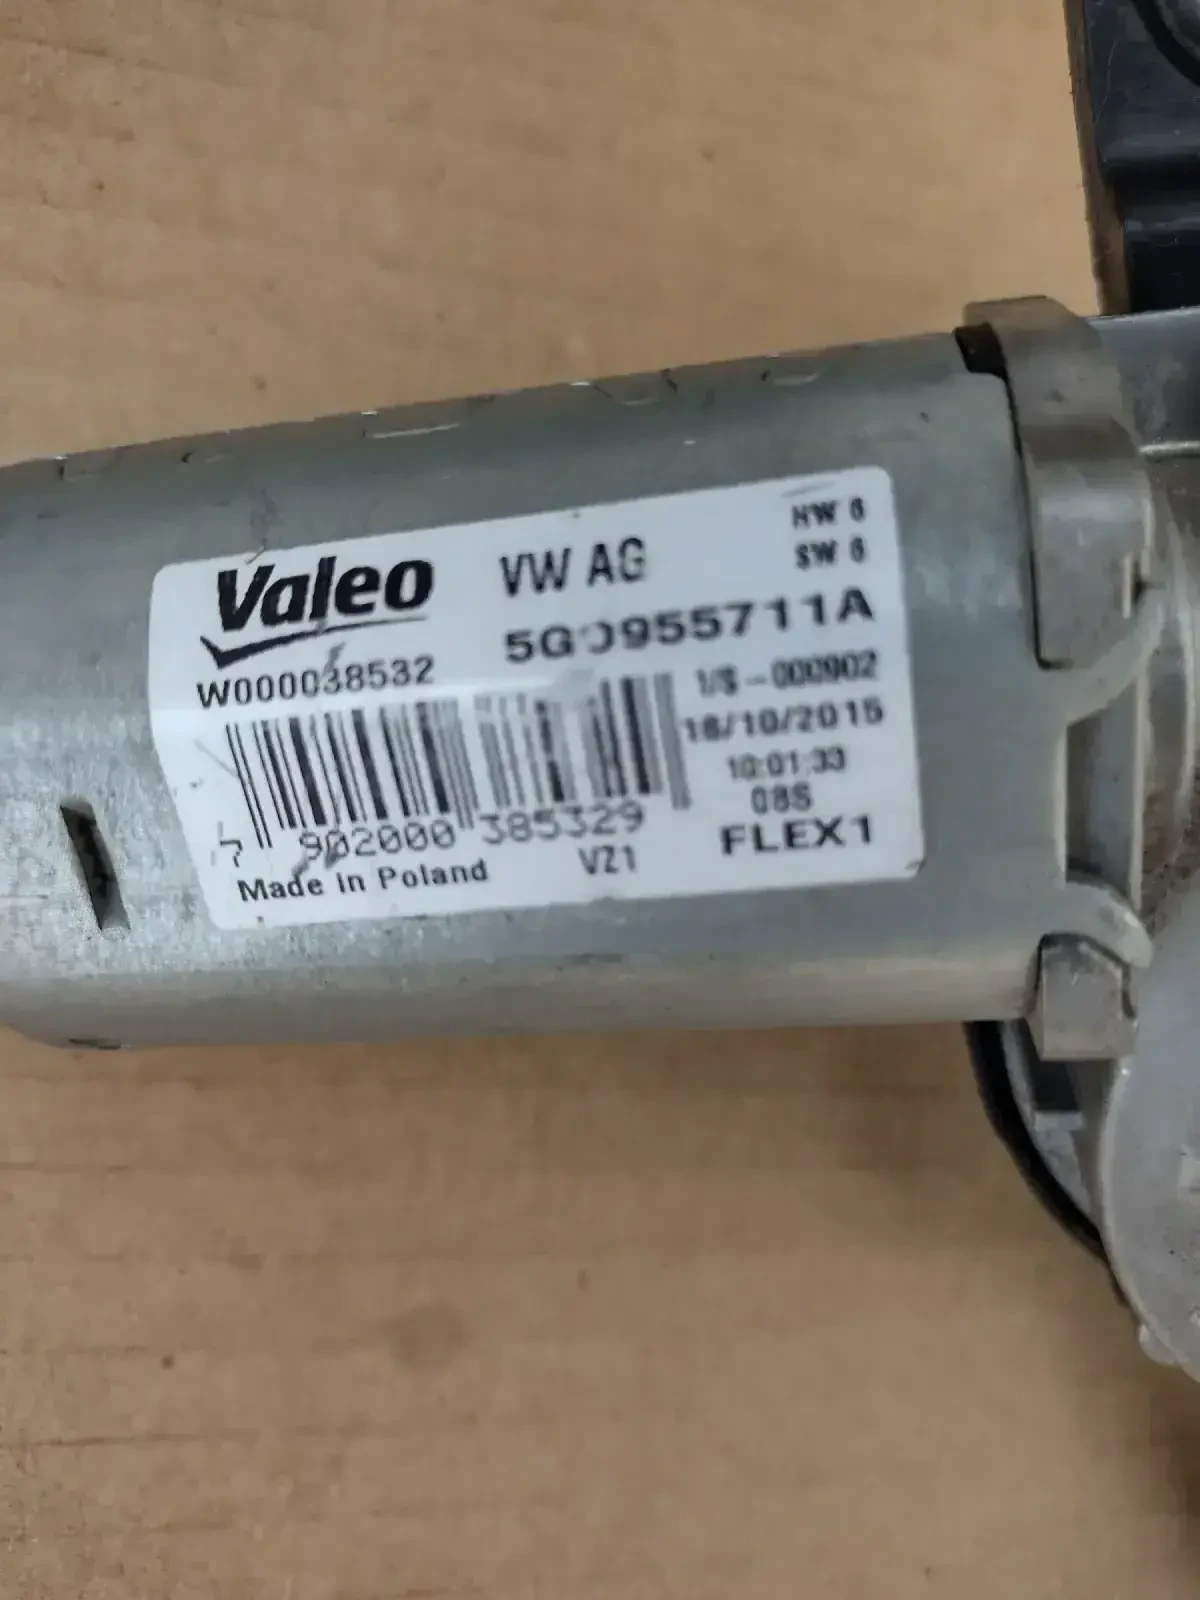 Valeo
VW AG
HW 6
SW 6
5G0955711A
W000038532
1/S-000902
16/10/2015
10:01:33
08S
FLEX1
902000 385329
VZ1
Made in Poland